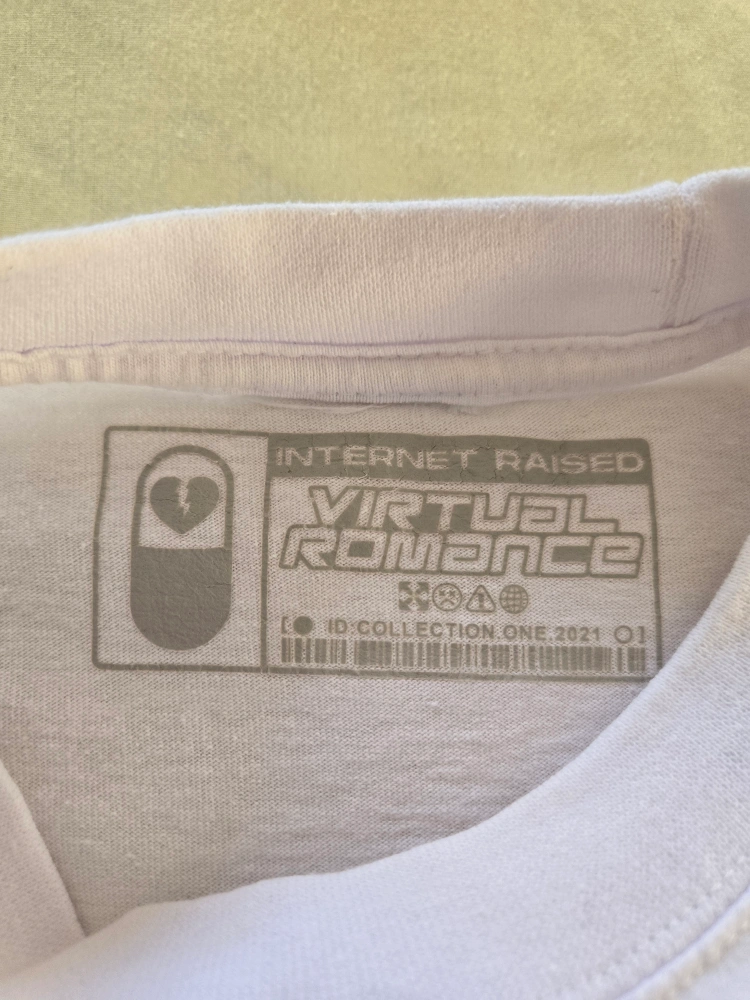 INTERNET RAISED
VIRTUAL
ROMANCE
ID:COLLECTION.ONE.2021